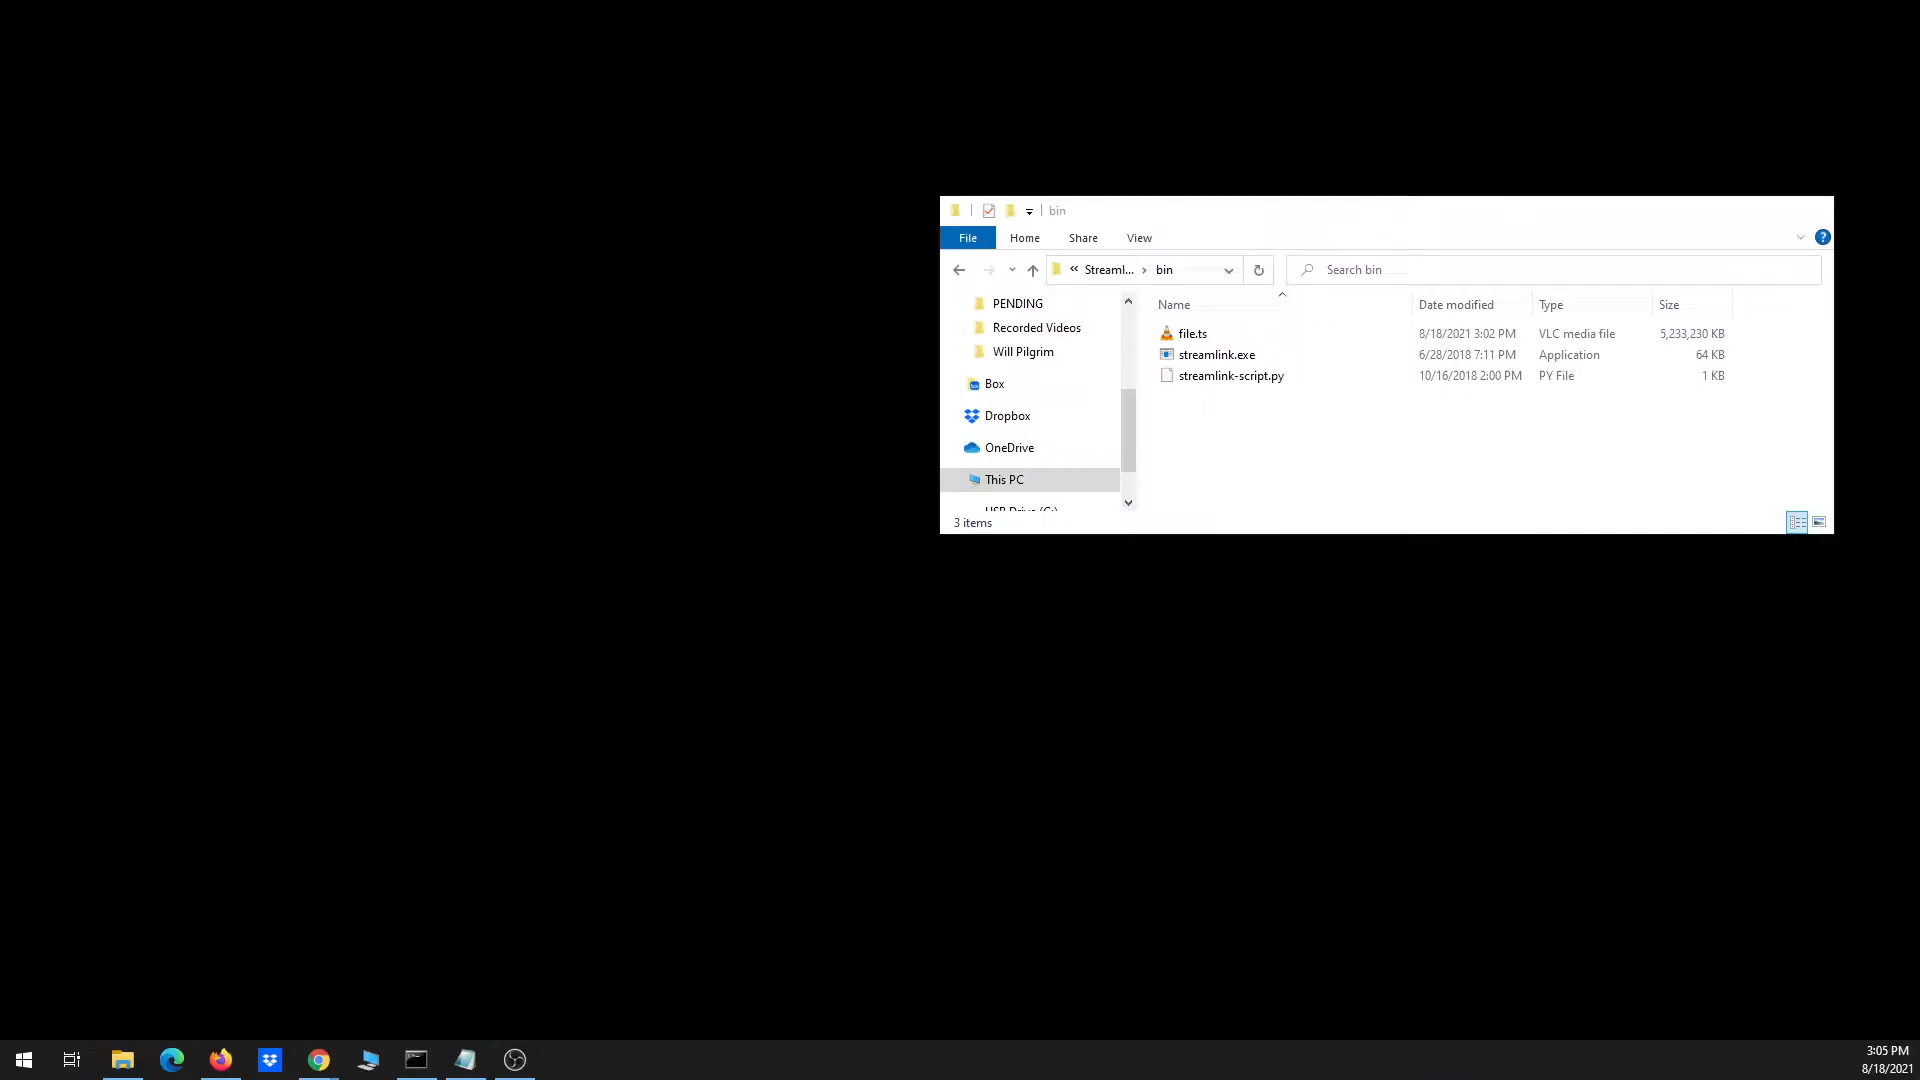 bin
File Home Share View
« Streaml... › bin Search bin
PENDING
Recorded Videos
Will Pilgrim
Box
Dropbox
OneDrive
This PC
Name Date modified Type Size
file.ts 8/18/2021 3:02 PM VLC media file 5,233,230 KB
streamlink.exe 6/28/2018 7:11 PM Application 64 KB
streamlink-script.py 10/16/2018 2:00 PM PY File 1 KB
3 items
3:05 PM
8/18/2021